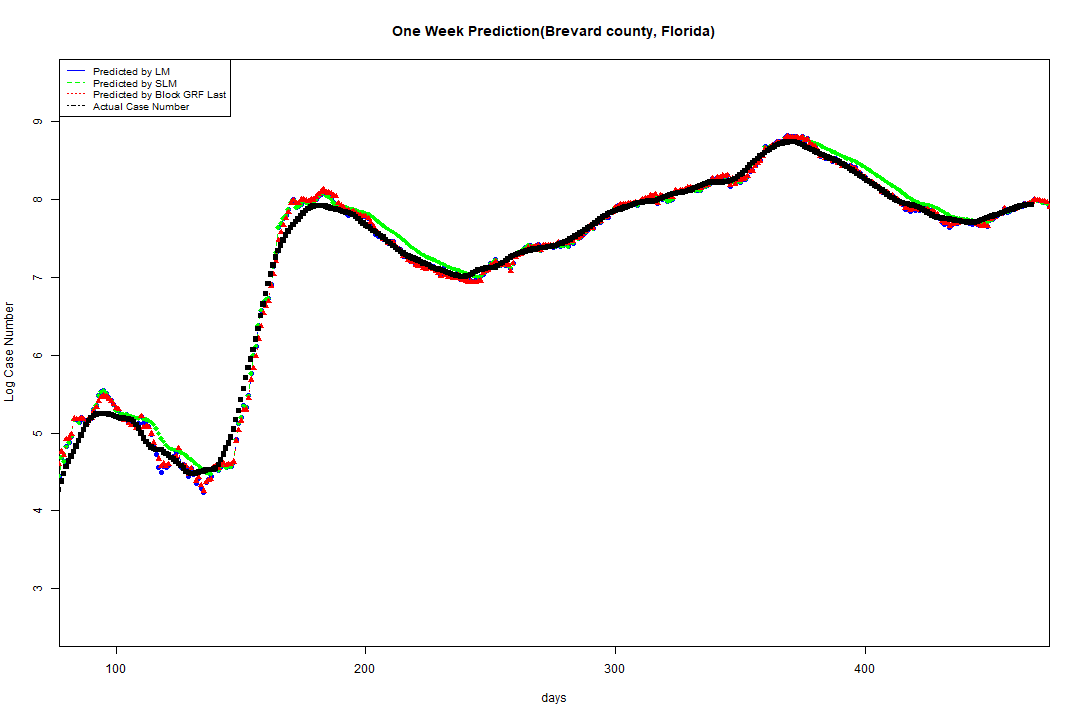 One Week Prediction(Brevard county, Florida)
Predicted by LM
Predicted by SLM
Predicted by Block GRF Last
Actual Case Number
Log Case Number
9
8
7
6
5
4
3
100 200 300 400
days